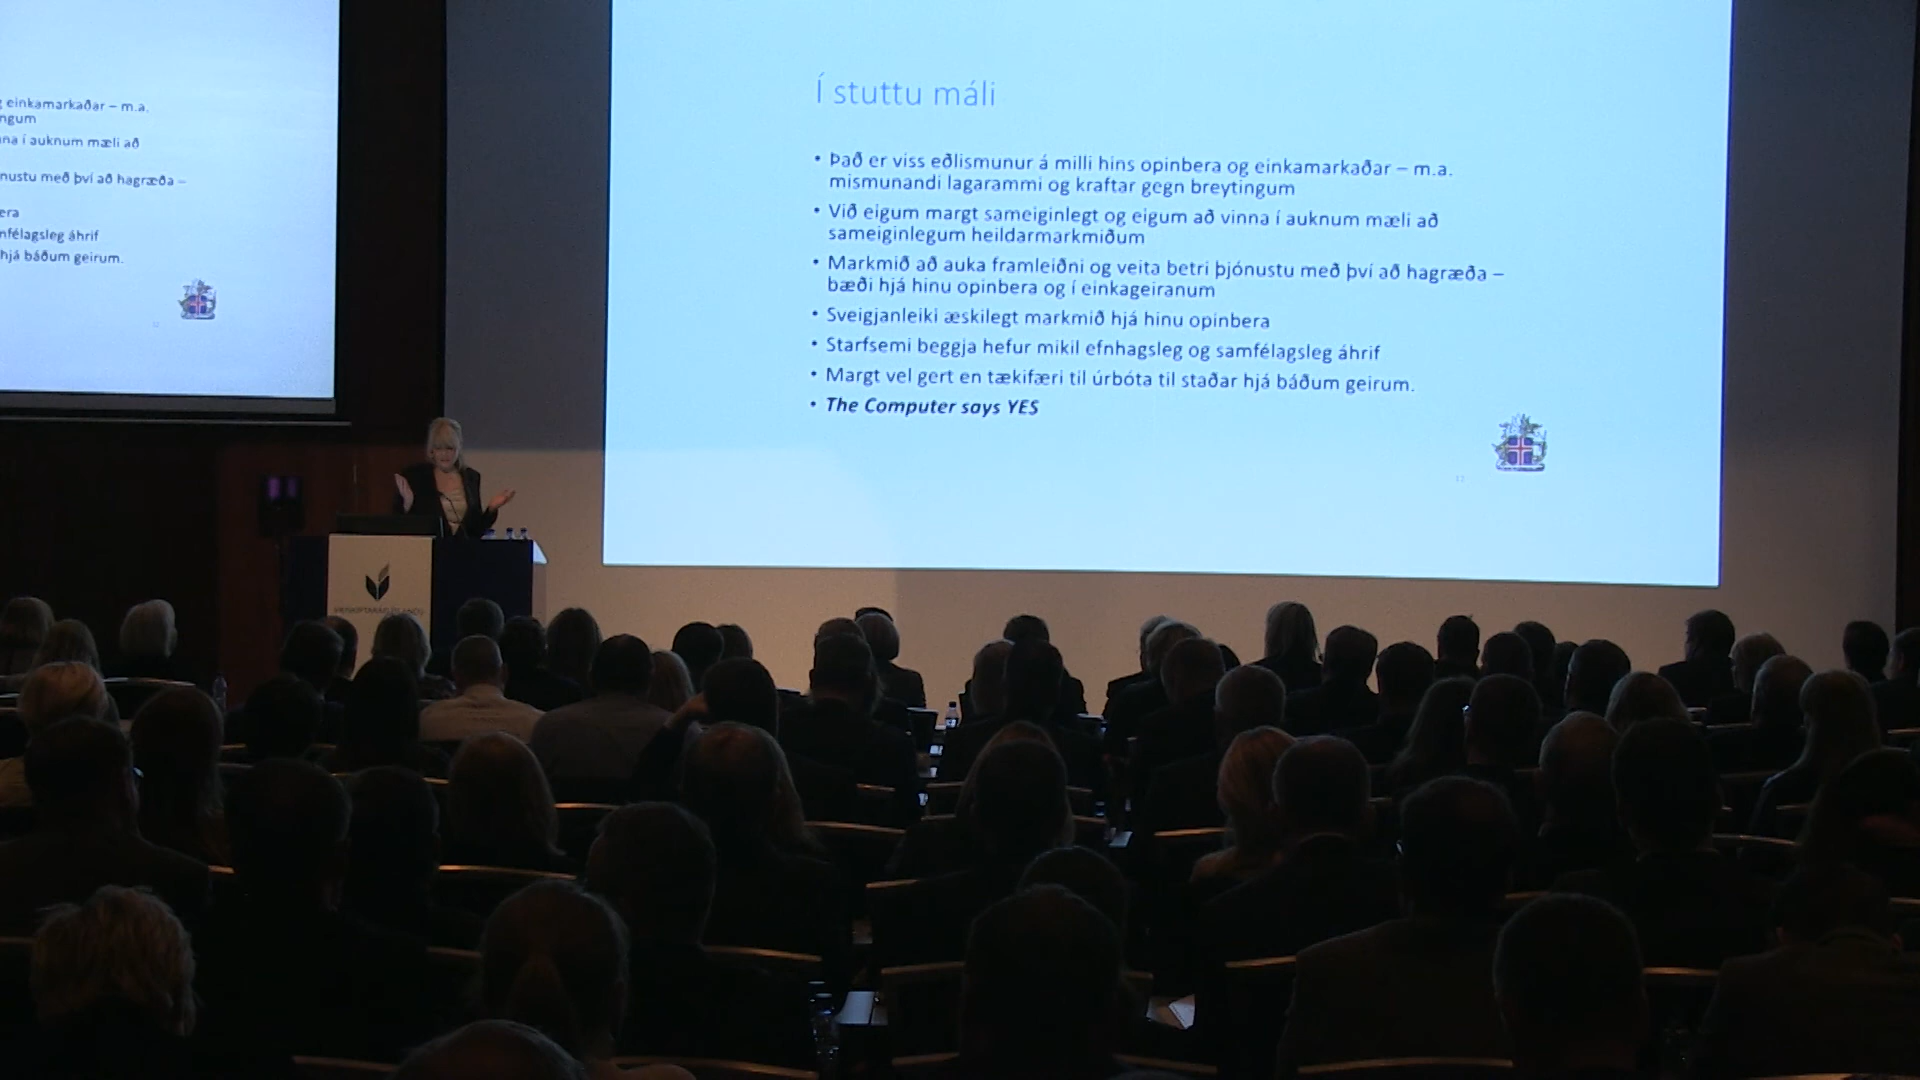 g einkamarkaðar – m.a.
ngum
na í auknum mæli að
nustu með því að hagræða –
era
nfélagsleg áhrif
hjá báðum geirum.
Í stuttu máli
• Það er viss eðlismunur á milli hins opinbera og einkamarkaðar – m.a.
mismunandi lagarammi og kraftar gegn breytingum
• Við eigum margt sameiginlegt og eigum að vinna í auknum mæli að
sameiginlegum heildarmarkmiðum
• Markmið að auka framleiðni og veita betri þjónustu með því að hagræða –
bæði hjá hinu opinbera og í einkageiranum
• Sveigjanleiki æskilegt markmið hjá hinu opinbera
• Starfsemi beggja hefur mikil efnhagsleg og samfélagsleg áhrif
• Margt vel gert en tækifæri til úrbóta til staðar hjá báðum geirum.
• The Computer says YES